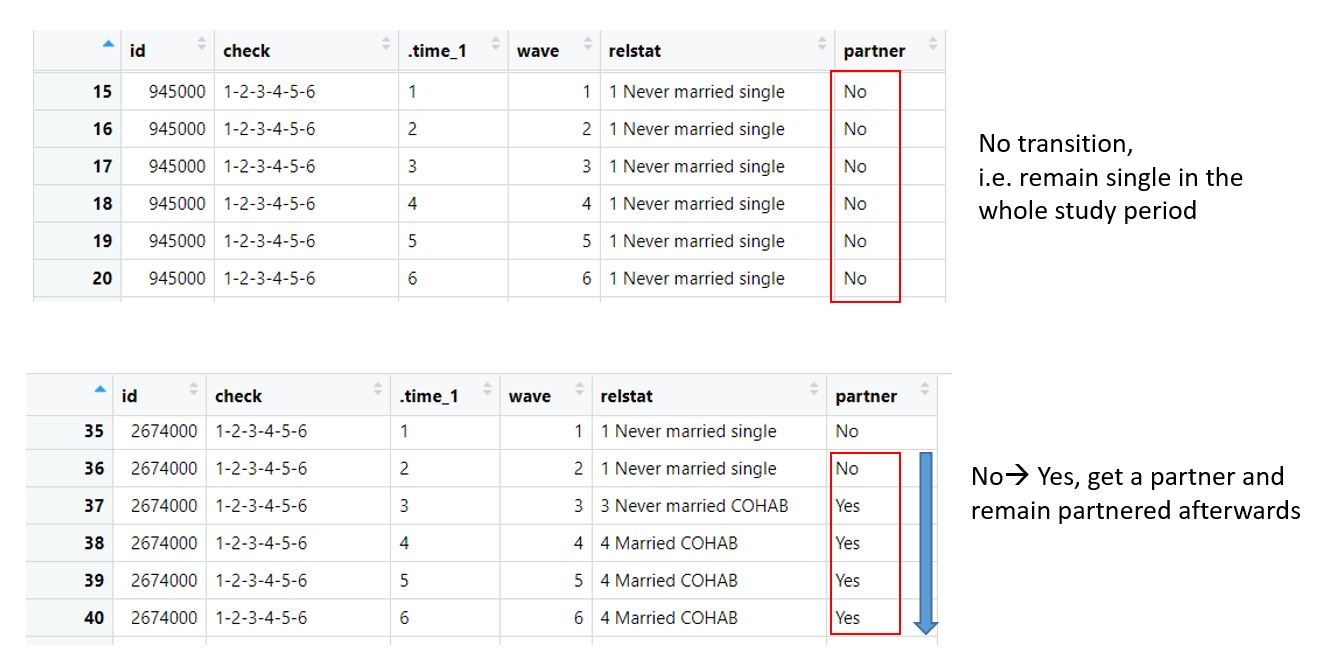 id check .time_1 wave relstat partner
15 945000 1-2-3-4-5-6 1 1 1 Never married single No
16 945000 1-2-3-4-5-6 2 2 1 Never married single No
17 945000 1-2-3-4-5-6 3 3 1 Never married single No
18 945000 1-2-3-4-5-6 4 4 1 Never married single No
19 945000 1-2-3-4-5-6 5 5 1 Never married single No
20 945000 1-2-3-4-5-6 6 6 1 Never married single No
No transition,
i.e. remain single in the
whole study period
id check .time_1 wave relstat partner
35 2674000 1-2-3-4-5-6 1 1 1 Never married single No
36 2674000 1-2-3-4-5-6 2 2 1 Never married single No
37 2674000 1-2-3-4-5-6 3 3 3 Never married COHAB Yes
38 2674000 1-2-3-4-5-6 4 4 4 Married COHAB Yes
39 2674000 1-2-3-4-5-6 5 5 4 Married COHAB Yes
40 2674000 1-2-3-4-5-6 6 6 4 Married COHAB Yes
No→ Yes, get a partner and
remain partnered afterwards